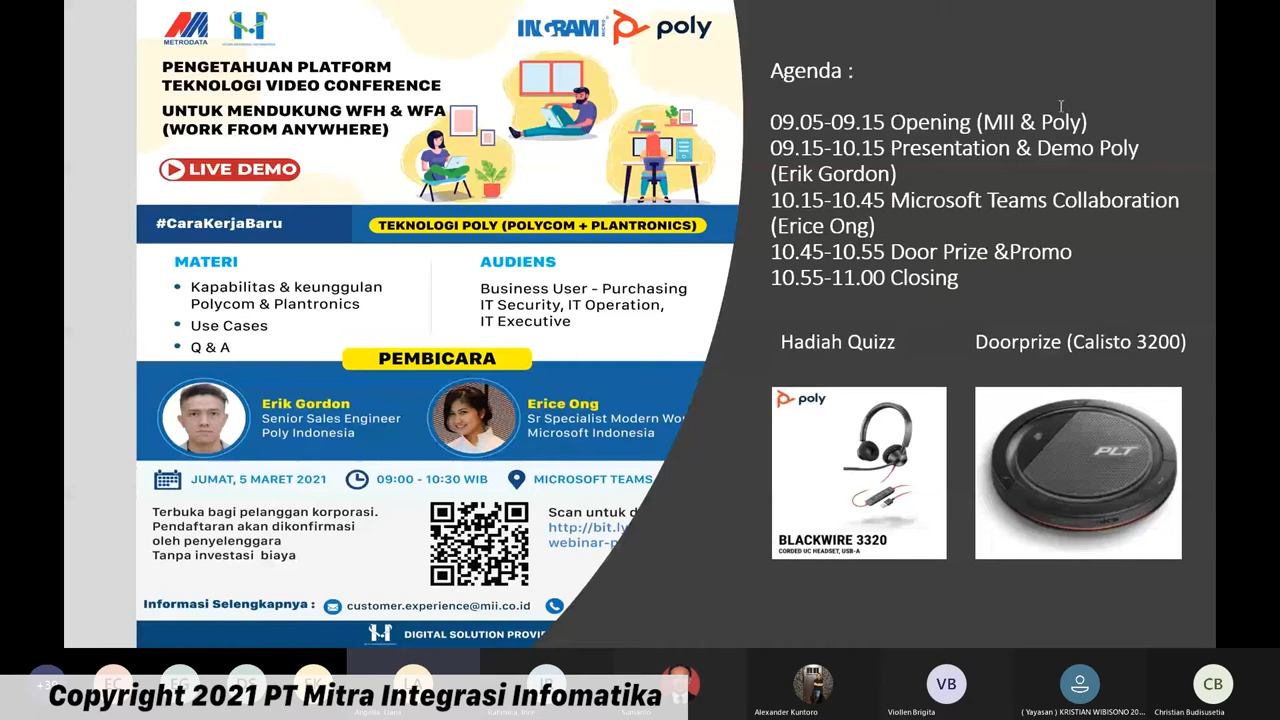 METRODATA
INGRAM MICRO
poly
PENGETAHUAN PLATFORM
TEKNOLOGI VIDEO CONFERENCE
UNTUK MENDUKUNG WFH & WFA
(WORK FROM ANYWHERE)
LIVE DEMO
#CaraKerjaBaru
TEKNOLOGI POLY (POLYCOM + PLANTRONICS)
MATERI
• Kapabilitas & keunggulan
Polycom & Plantronics
• Use Cases
• Q & A
AUDIENS
Business User - Purchasing
IT Security, IT Operation,
IT Executive
PEMBICARA
Erik Gordon
Senior Sales Engineer
Poly Indonesia
Erice Ong
Sr Specialist Modern Wo
Microsoft Indonesia
JUMAT, 5 MARET 2021
09:00 - 10:30 WIB
MICROSOFT TEAMS
Terbuka bagi pelanggan korporasi.
Pendaftaran akan dikonfirmasi
oleh penyelenggara
Tanpa investasi biaya
Scan untuk d
http://bit.ly
webinar-p
Informasi Selengkapnya :
customer.experience@mii.co.id
DIGITAL SOLUTION PROVI
Agenda :
09.05-09.15 Opening (MII & Poly)
09.15-10.15 Presentation & Demo Poly
(Erik Gordon)
10.15-10.45 Microsoft Teams Collaboration
(Erice Ong)
10.45-10.55 Door Prize &Promo
10.55-11.00 Closing
Hadiah Quizz
Doorprize (Calisto 3200)
poly
BLACKWIRE 3320
CORDED UC HEADSET, USB-A
PLT
Copyright 2021 PT Mitra Integrasi Infomatika
Alexander Kuntoro
VB
Viollen Brigita
( Yayasan ) KRISTIAN WIBISONO 20...
CB
Christian Budisusetia